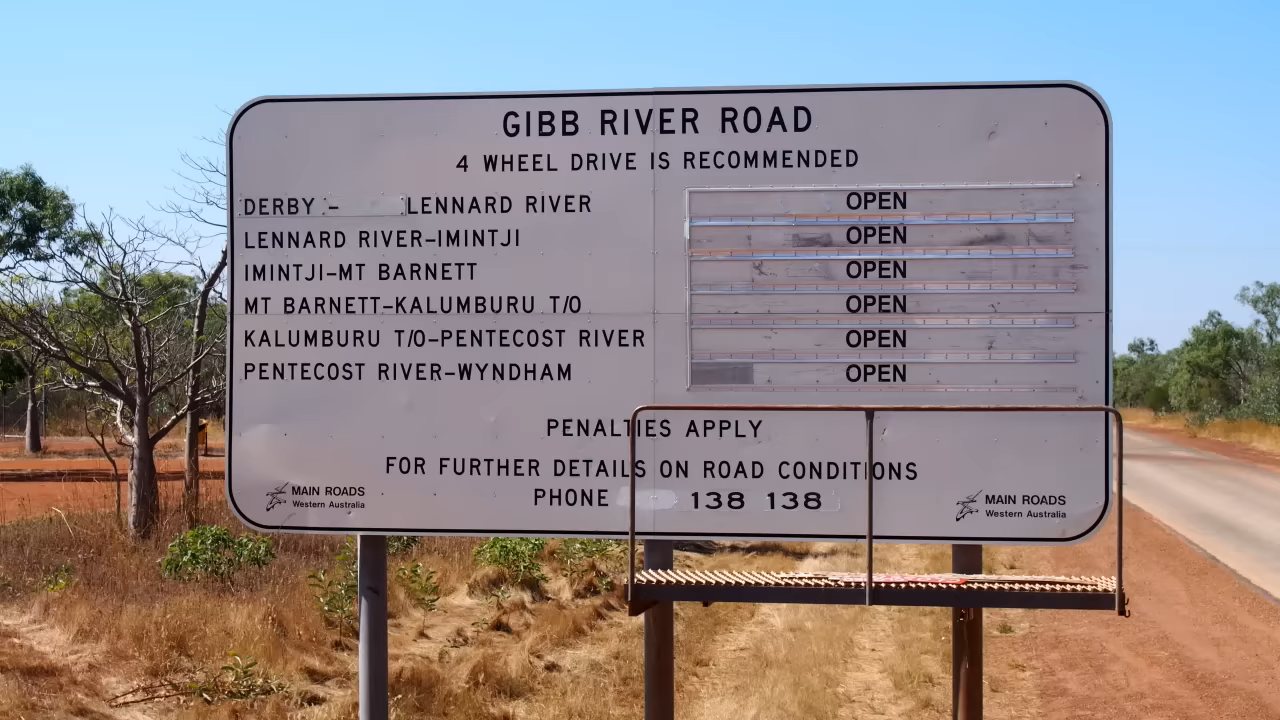 GIBB RIVER ROAD
4 WHEEL DRIVE IS RECOMMENDED
DERBY - LENNARD RIVER OPEN
LENNARD RIVER-IMINTJI OPEN
IMINTJI-MT BARNETT OPEN
MT BARNETT-KALUMBURU T/O OPEN
KALUMBURU T/O-PENTECOST RIVER OPEN
PENTECOST RIVER-WYNDHAM OPEN
PENALTIES APPLY
FOR FURTHER DETAILS ON ROAD CONDITIONS
PHONE 138 138
MAIN ROADS
Western Australia
MAIN ROADS
Western Australia